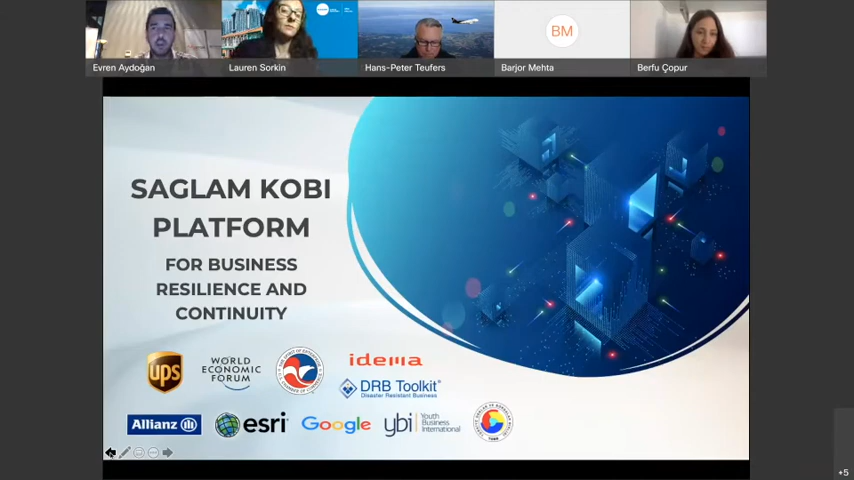 Evren Aydoğan
Lauren Sorkin
Hans-Peter Teufers
BM
Barjor Mehta
Berfu Çopur
SAGLAM KOBI
PLATFORM
FOR BUSINESS
RESILIENCE AND
CONTINUITY
ups
WORLD
ECONOMIC
FORUM
idema
DRB Toolkit
Disaster Resistant Business
Allianz
esri
Google
ybi
Youth
Business
International
+5